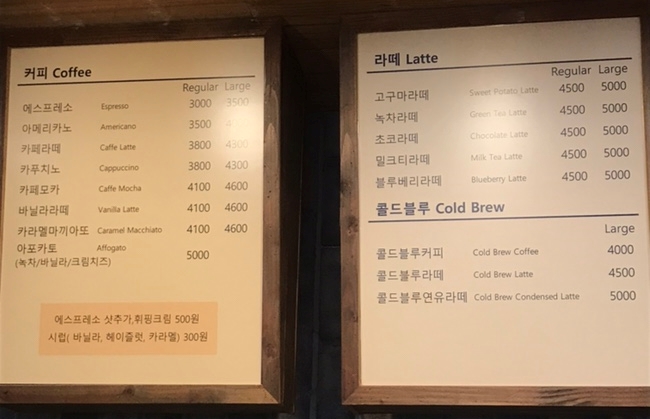 커피 Coffee
Regular Large
에스프레소 Espresso 3000 3500
아메리카노 Americano 3500
카페라떼 Caffe Latte 3800 4300
카푸치노 Cappuccino 3800 4300
카페모카 Caffe Mocha 4100 4600
바닐라라떼 Vanilla Latte 4100 4600
카라멜마끼아또 Caramel Macchiato 4100 4600
아포카토 Affogato 5000
(녹차/바닐라/크림치즈)
에스프레소 샷추가,휘핑크림 500원
시럽( 바닐라, 헤이즐럿, 카라멜) 300원
라떼 Latte
Regular Large
고구마라떼 Sweet Potato Latte 4500 5000
녹차라떼 Green Tea Latte 4500 5000
초코라떼 Chocolate Latte 4500 5000
밀크티라떼 Milk Tea Latte 4500 5000
블루베리라떼 Blueberry Latte 4500 5000
콜드브루 Cold Brew
Large
콜드브루커피 Cold Brew Coffee 4000
콜드브루라떼 Cold Brew Latte 4500
콜드브루연유라떼 Cold Brew Condensed Latte 5000